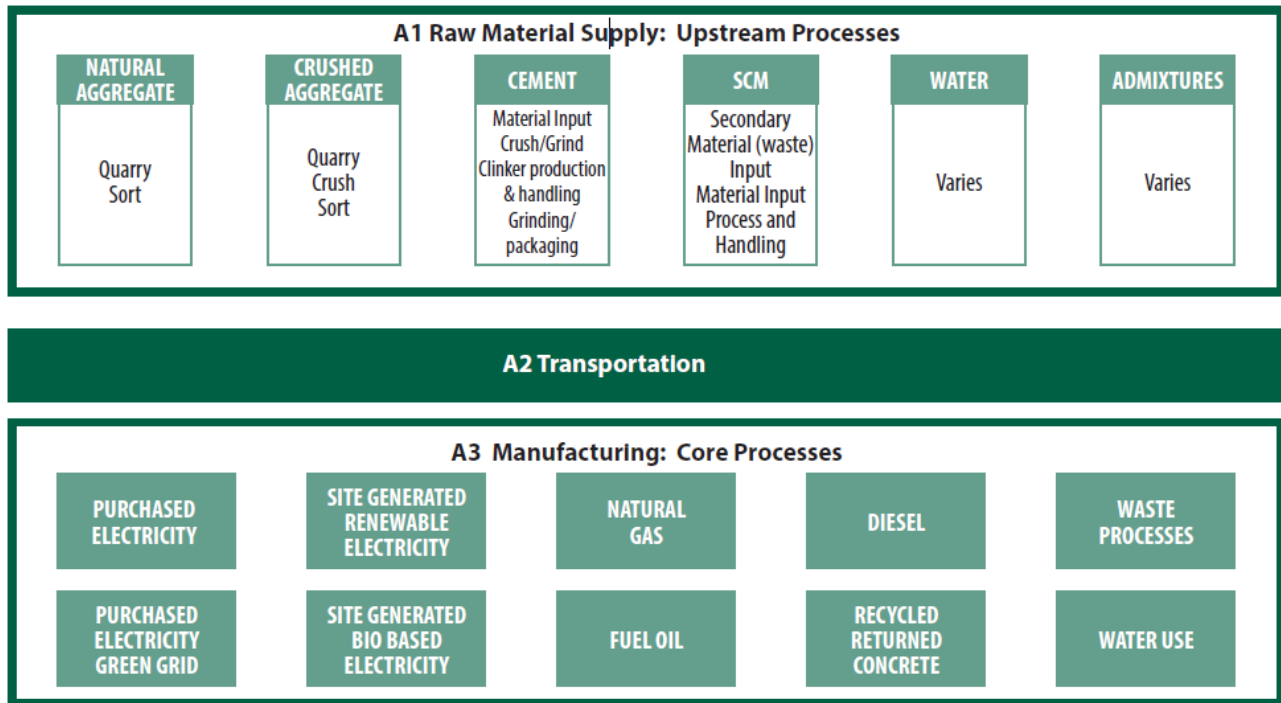 A1 Raw Material Supply: Upstream Processes
NATURAL
AGGREGATE
Quarry
Sort
CRUSHED
AGGREGATE
Quarry
Crush
Sort
CEMENT
Material Input
Crush/Grind
Clinker production
& handling
Grinding/
packaging
SCM
Secondary
Material (waste)
Input
Material Input
Process and
Handling
WATER
Varies
ADMIXTURES
Varies
A2 Transportation
A3 Manufacturing: Core Processes
PURCHASED
ELECTRICITY
SITE GENERATED
RENEWABLE
ELECTRICITY
NATURAL
GAS
DIESEL
WASTE
PROCESSES
PURCHASED
ELECTRICITY
GREEN GRID
SITE GENERATED
BIO BASED
ELECTRICITY
FUEL OIL
RECYCLED
RETURNED
CONCRETE
WATER USE